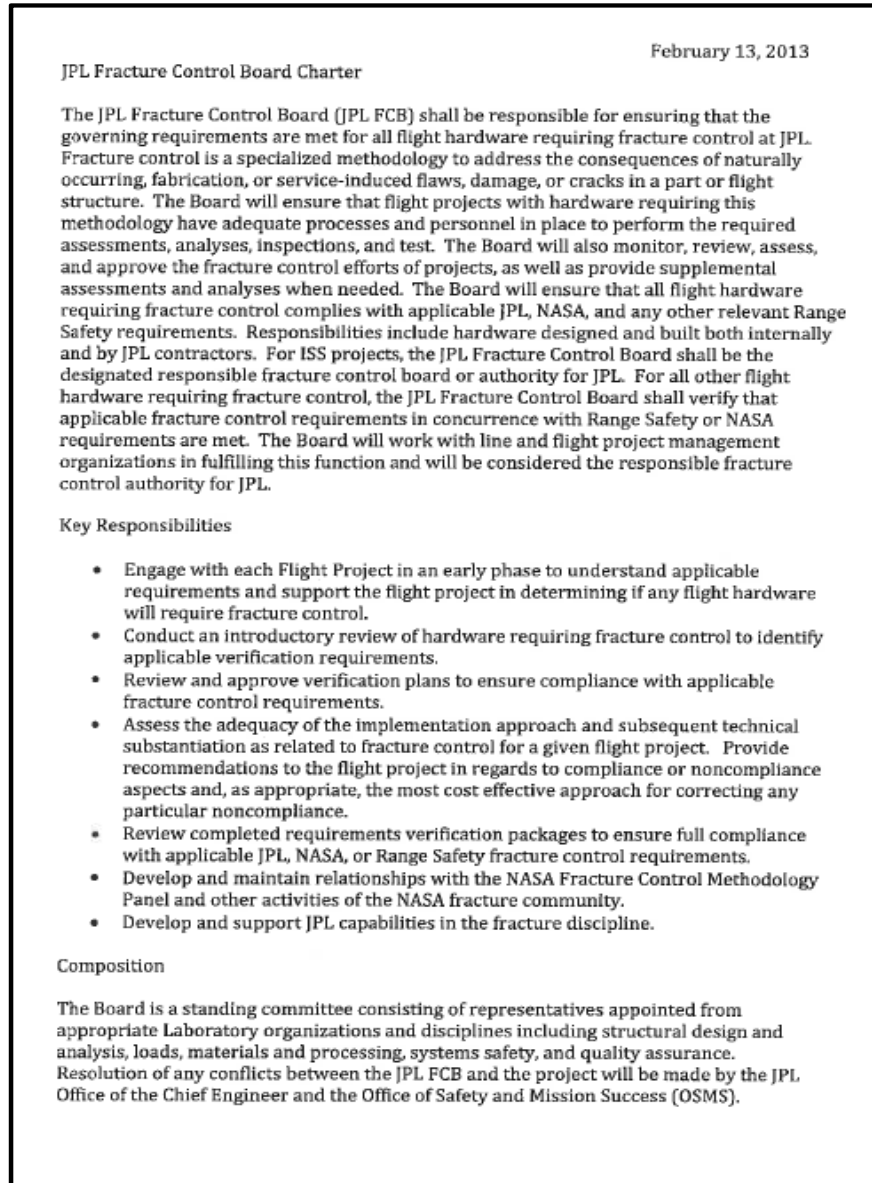 February 13, 2013
JPL Fracture Control Board Charter
The JPL Fracture Control Board (JPL FCB) shall be responsible for ensuring that the
governing requirements are met for all flight hardware requiring fracture control at JPL.
Fracture control is a specialized methodology to address the consequences of naturally
occurring, fabrication, or service-induced flaws, damage, or cracks in a part or flight
structure. The Board will ensure that flight projects with hardware requiring this
methodology have adequate processes and personnel in place to perform the required
assessments, analyses, inspections, and test. The Board will also monitor, review, assess,
and approve the fracture control efforts of projects, as well as provide supplemental
assessments and analyses when needed. The Board will ensure that all flight hardware
requiring fracture control complies with applicable JPL, NASA, and any other relevant Range
Safety requirements. Responsibilities include hardware designed and built both internally
and by JPL contractors. For ISS projects, the JPL Fracture Control Board shall be the
designated responsible fracture control board or authority for JPL. For all other flight
hardware requiring fracture control, the JPL Fracture Control Board shall verify that
applicable fracture control requirements in concurrence with Range Safety or NASA
requirements are met. The Board will work with line and flight project management
organizations in fulfilling this function and will be considered the responsible fracture
control authority for JPL.
Key Responsibilities
• Engage with each Flight Project in an early phase to understand applicable
requirements and support the flight project in determining if any flight hardware
will require fracture control.
• Conduct an introductory review of hardware requiring fracture control to identify
applicable verification requirements.
• Review and approve verification plans to ensure compliance with applicable
fracture control requirements.
• Assess the adequacy of the implementation approach and subsequent technical
substantiation as related to fracture control for a given flight project. Provide
recommendations to the flight project in regards to compliance or noncompliance
aspects and, as appropriate, the most cost effective approach for correcting any
particular noncompliance.
• Review completed requirements verification packages to ensure full compliance
with applicable JPL, NASA, or Range Safety fracture control requirements.
• Develop and maintain relationships with the NASA Fracture Control Methodology
Panel and other activities of the NASA fracture community.
• Develop and support JPL capabilities in the fracture discipline.
Composition
The Board is a standing committee consisting of representatives appointed from
appropriate Laboratory organizations and disciplines including structural design and
analysis, loads, materials and processing, systems safety, and quality assurance.
Resolution of any conflicts between the JPL FCB and the project will be made by the JPL
Office of the Chief Engineer and the Office of Safety and Mission Success (OSMS).